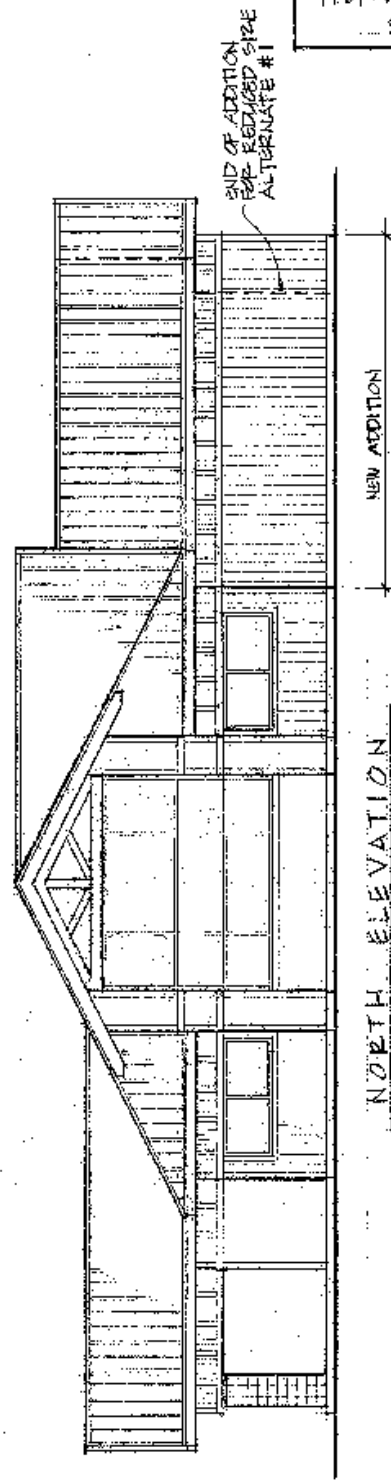 END OF ADDITION
FOR REDUCED SIZE
ALTERNATE #1
NEW ADDITION
NORTH ELEVATION